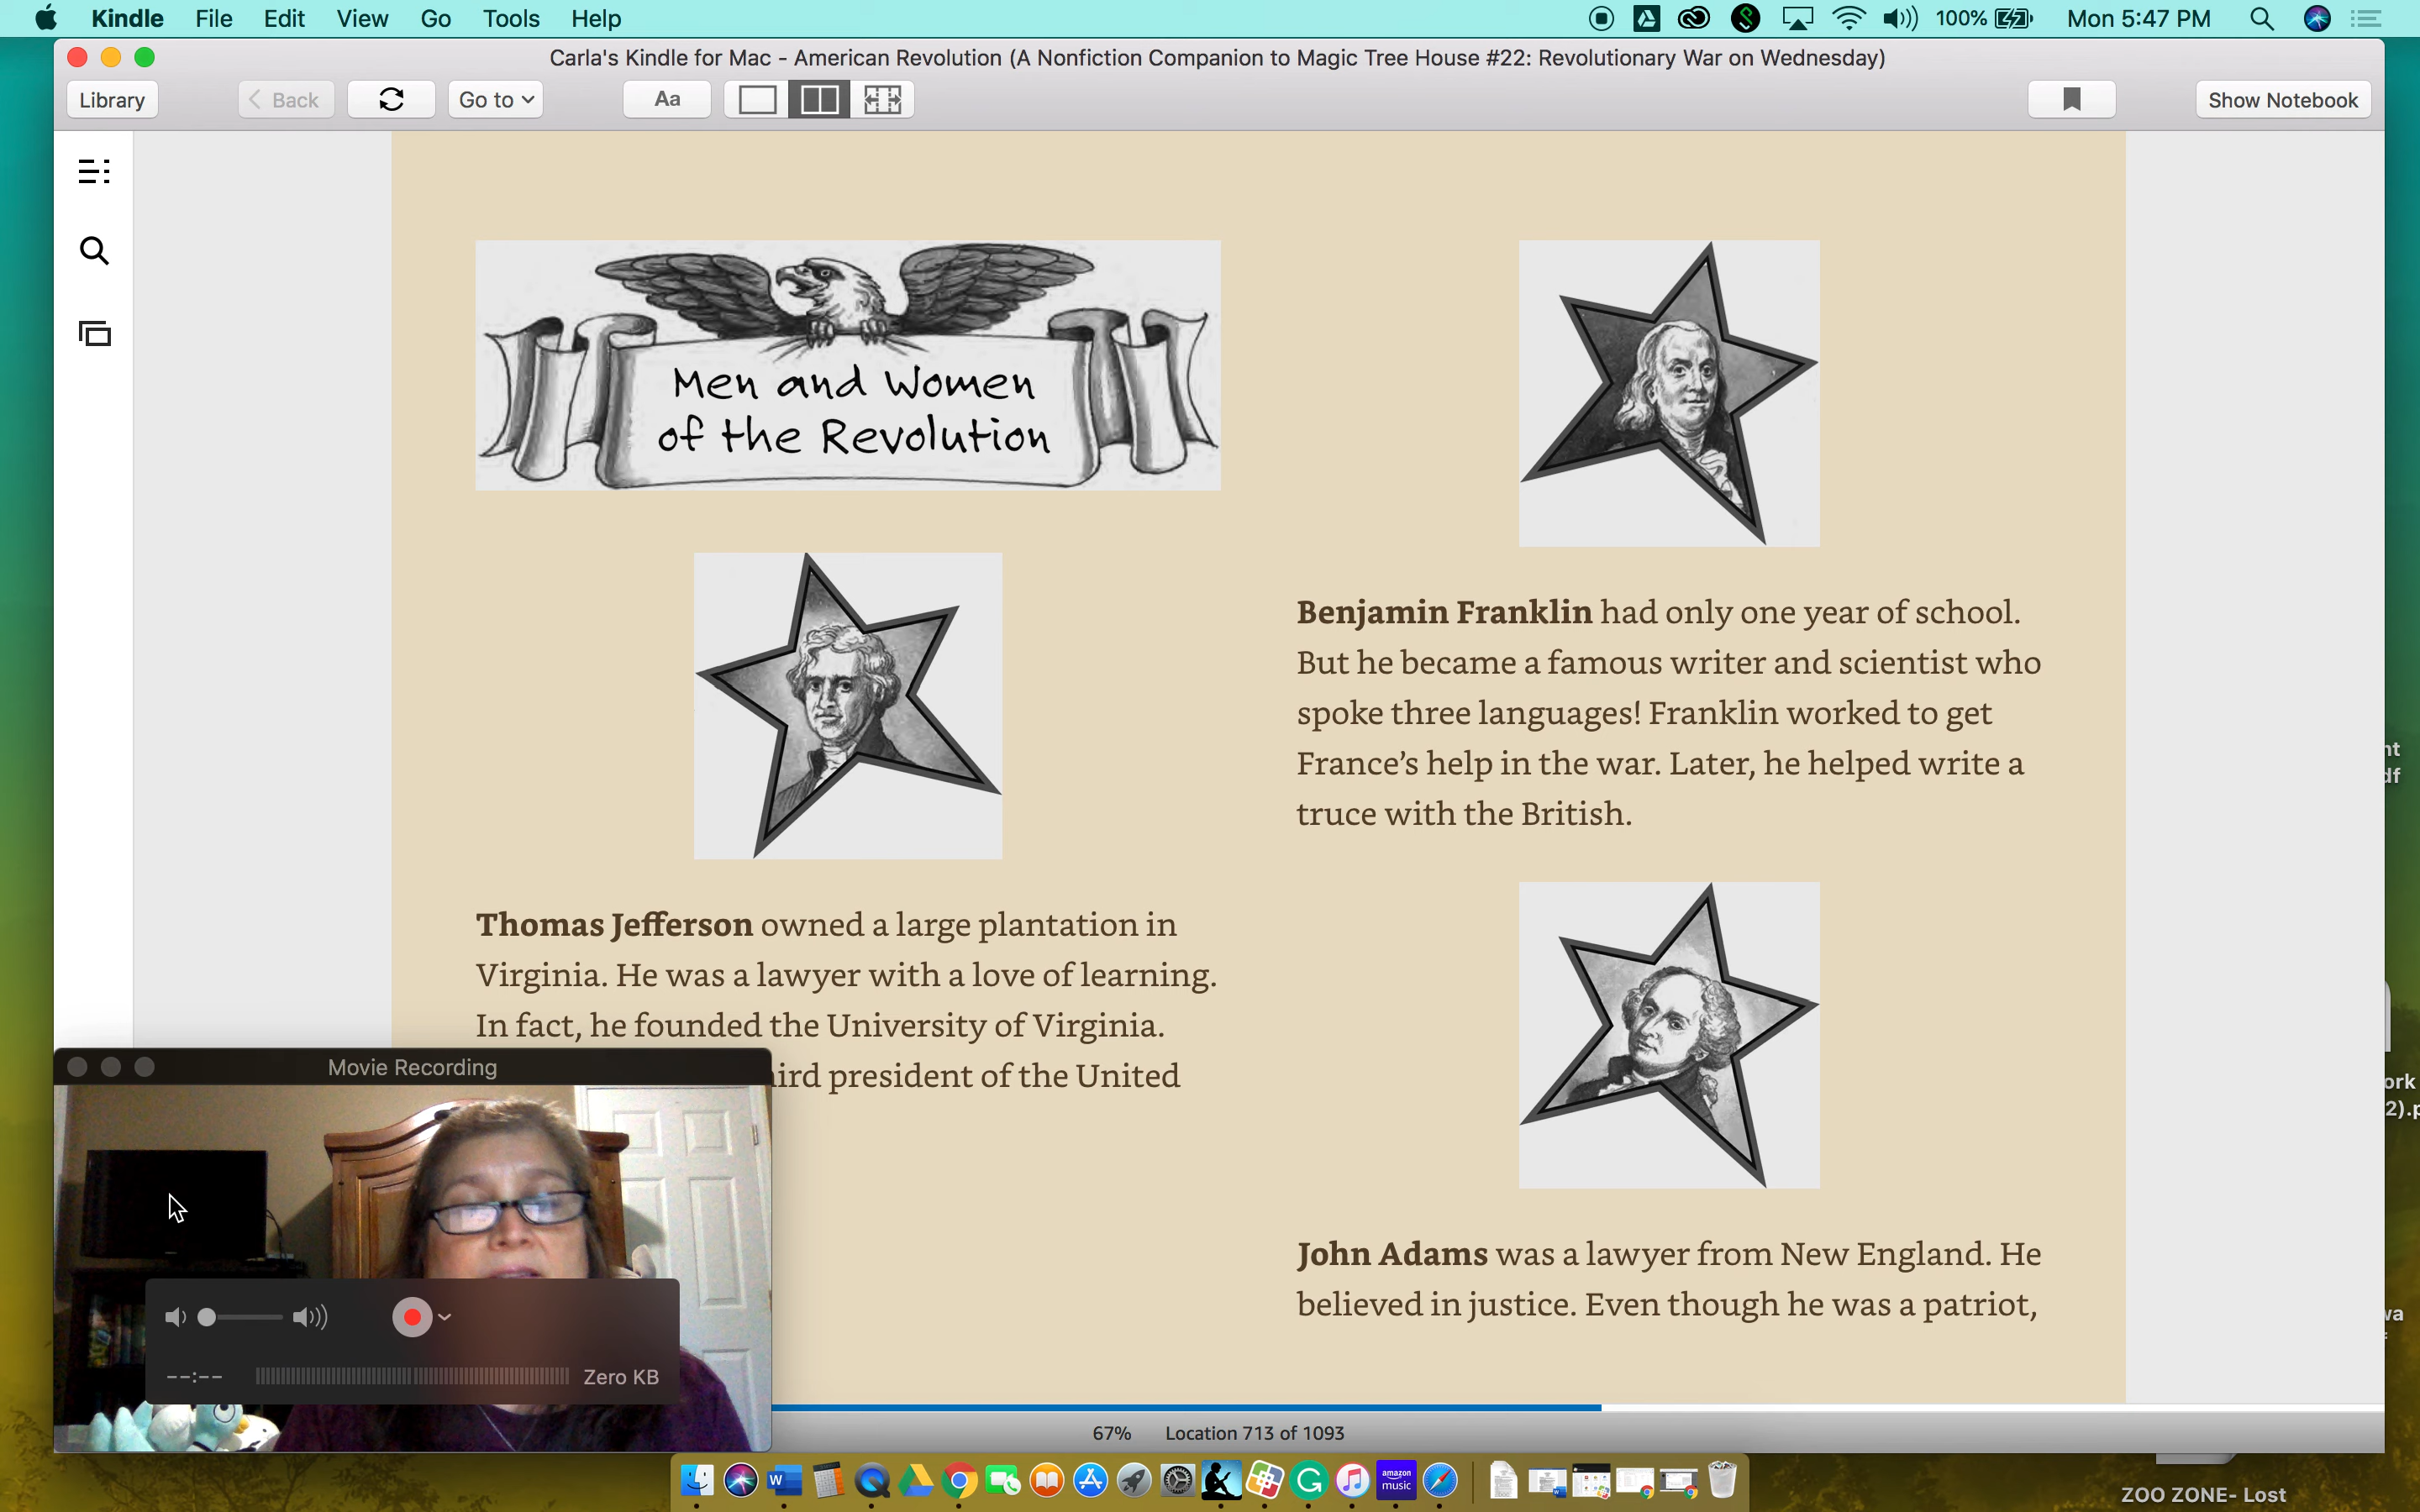 Kindle File Edit View Go Tools Help
100% Mon 5:47 PM
Carla's Kindle for Mac - American Revolution (A Nonfiction Companion to Magic Tree House #22: Revolutionary War on Wednesday)
Library Back Go to Aa Show Notebook
Men and Women
of the Revolution
Thomas Jefferson owned a large plantation in
Virginia. He was a lawyer with a love of learning.
In fact, he founded the University of Virginia.
ird president of the United
Benjamin Franklin had only one year of school.
But he became a famous writer and scientist who
spoke three languages! Franklin worked to get
France's help in the war. Later, he helped write a
truce with the British.
John Adams was a lawyer from New England. He
believed in justice. Even though he was a patriot,
Movie Recording
--:-- Zero KB
67% Location 713 of 1093
nt
df
ork
2).p
amazon
music
ZOO ZONE- Lost